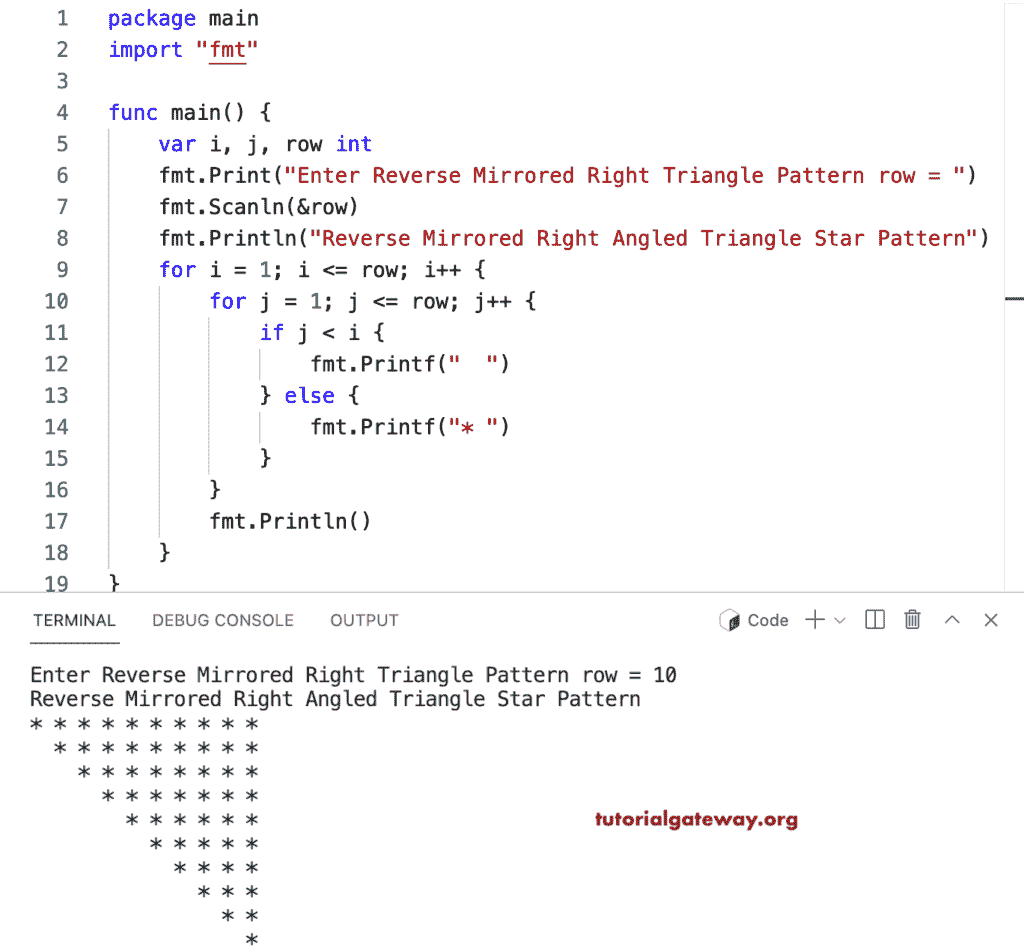 1 package main
2 import "fmt"
3
4 func main() {
5     var i, j, row int
6     fmt.Print("Enter Reverse Mirrored Right Triangle Pattern row = ")
7     fmt.Scanln(&row)
8     fmt.Println("Reverse Mirrored Right Angled Triangle Star Pattern")
9     for i = 1; i <= row; i++ {
10         for j = 1; j <= row; j++ {
11             if j < i {
12                 fmt.Printf("  ")
13             } else {
14                 fmt.Printf("* ")
15             }
16         }
17         fmt.Println()
18     }
19 }
TERMINAL DEBUG CONSOLE OUTPUT Code
Enter Reverse Mirrored Right Triangle Pattern row = 10
Reverse Mirrored Right Angled Triangle Star Pattern
* * * * * * * * * *
  * * * * * * * * *
    * * * * * * * *
      * * * * * * *
        * * * * * *
tutorialgateway.org
          * * * * *
            * * * *
              * * *
                * *
                  *